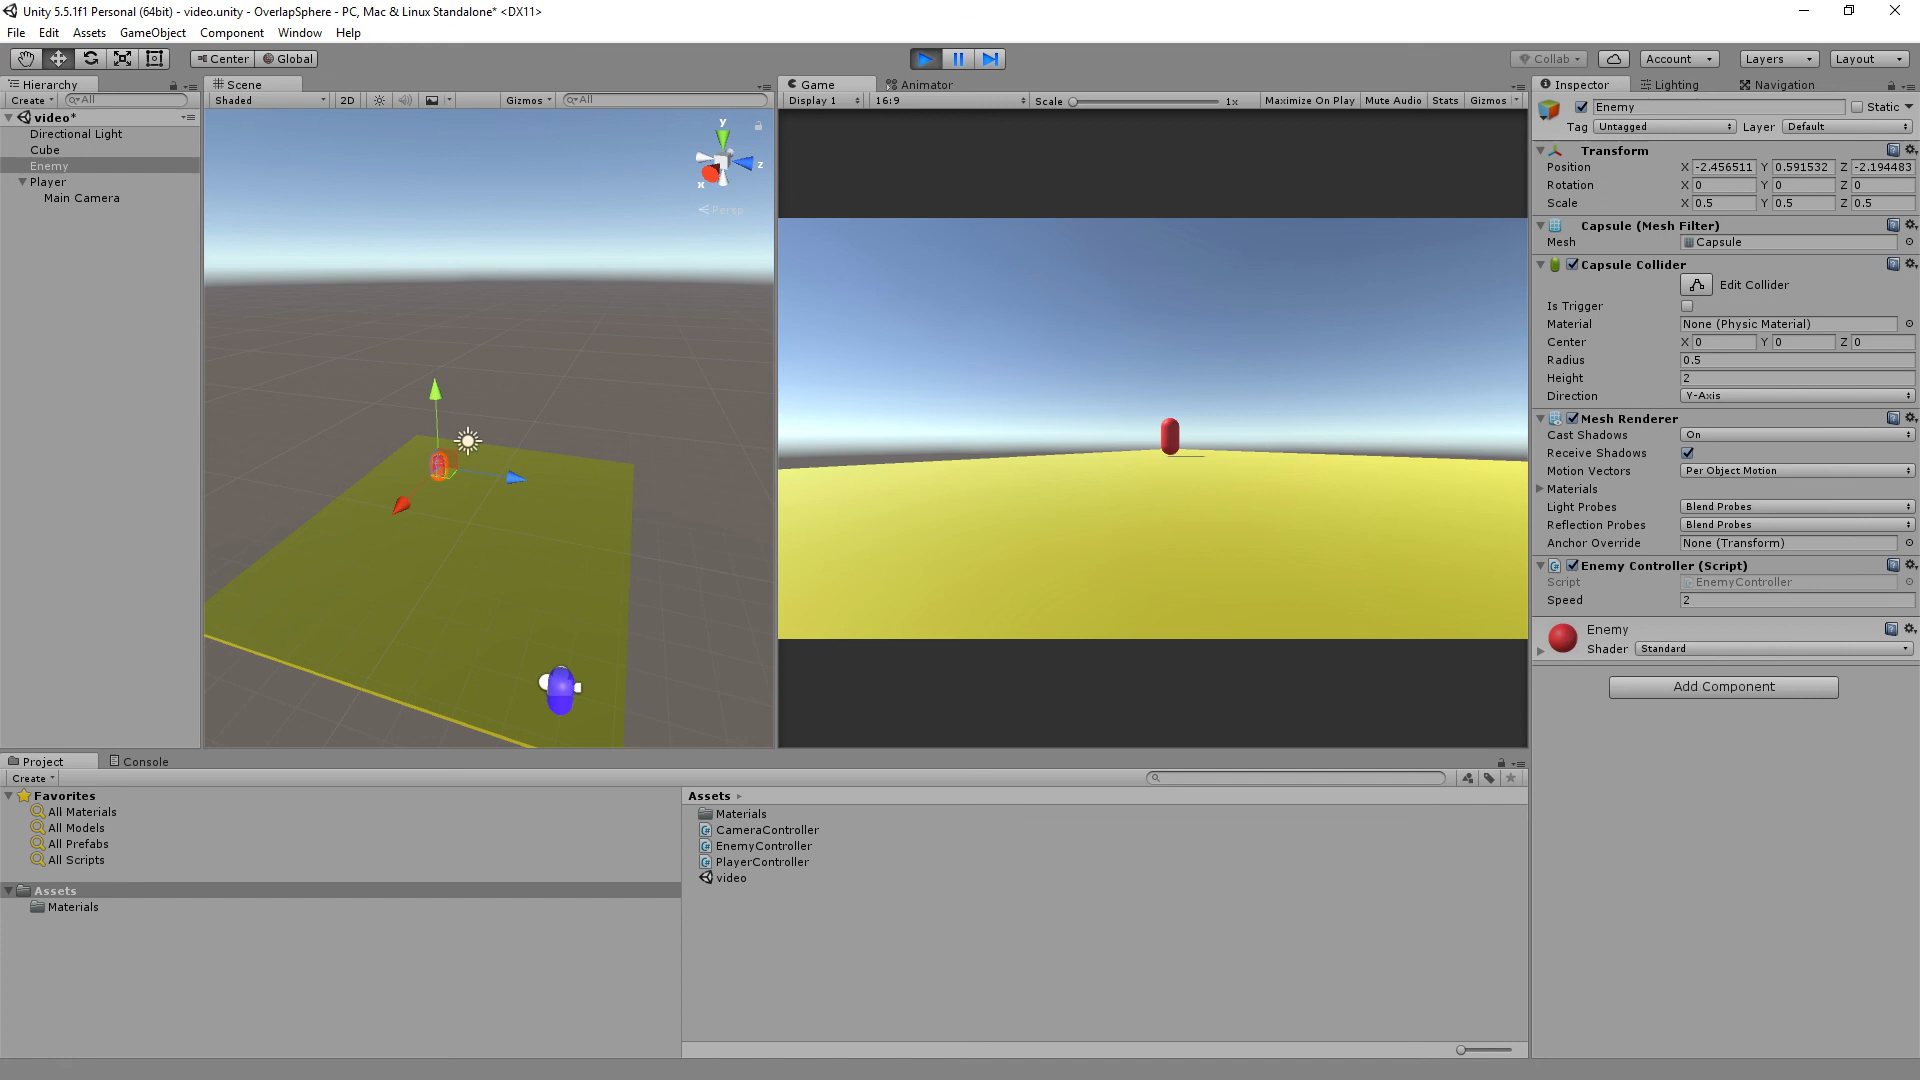 Unity 5.5.1f1 Personal (64bit) - video.unity - OverlapSphere - PC, Mac & Linux Standalone* <DX11>
File Edit Assets GameObject Component Window Help
Center Global Collab Account Layers Layout
Hierarchy
Create All
video*
Directional Light
Cube
Enemy
Player
Main Camera
Scene
Shaded 2D Gizmos All
y
z
x
Persp
Game Animator
Display 1 16:9 Scale 1x Maximize On Play Mute Audio Stats Gizmos
Inspector Lighting Navigation
Enemy Static
Tag Untagged Layer Default
Transform
Position X -2.456511 Y 0.591532 Z -2.194483
Rotation X 0 Y 0 Z 0
Scale X 0.5 Y 0.5 Z 0.5
Capsule (Mesh Filter)
Mesh Capsule
Capsule Collider
Edit Collider
Is Trigger
Material None (Physic Material)
Center X 0 Y 0 Z 0
Radius 0.5
Height 2
Direction Y-Axis
Mesh Renderer
Cast Shadows On
Receive Shadows
Motion Vectors Per Object Motion
Materials
Light Probes Blend Probes
Reflection Probes Blend Probes
Anchor Override None (Transform)
Enemy Controller (Script)
Script EnemyController
Speed 2
Enemy
Shader Standard
Add Component
Project Console
Create
Favorites
All Materials
All Models
All Prefabs
All Scripts
Assets
Materials
Assets
Materials
CameraController
EnemyController
PlayerController
video